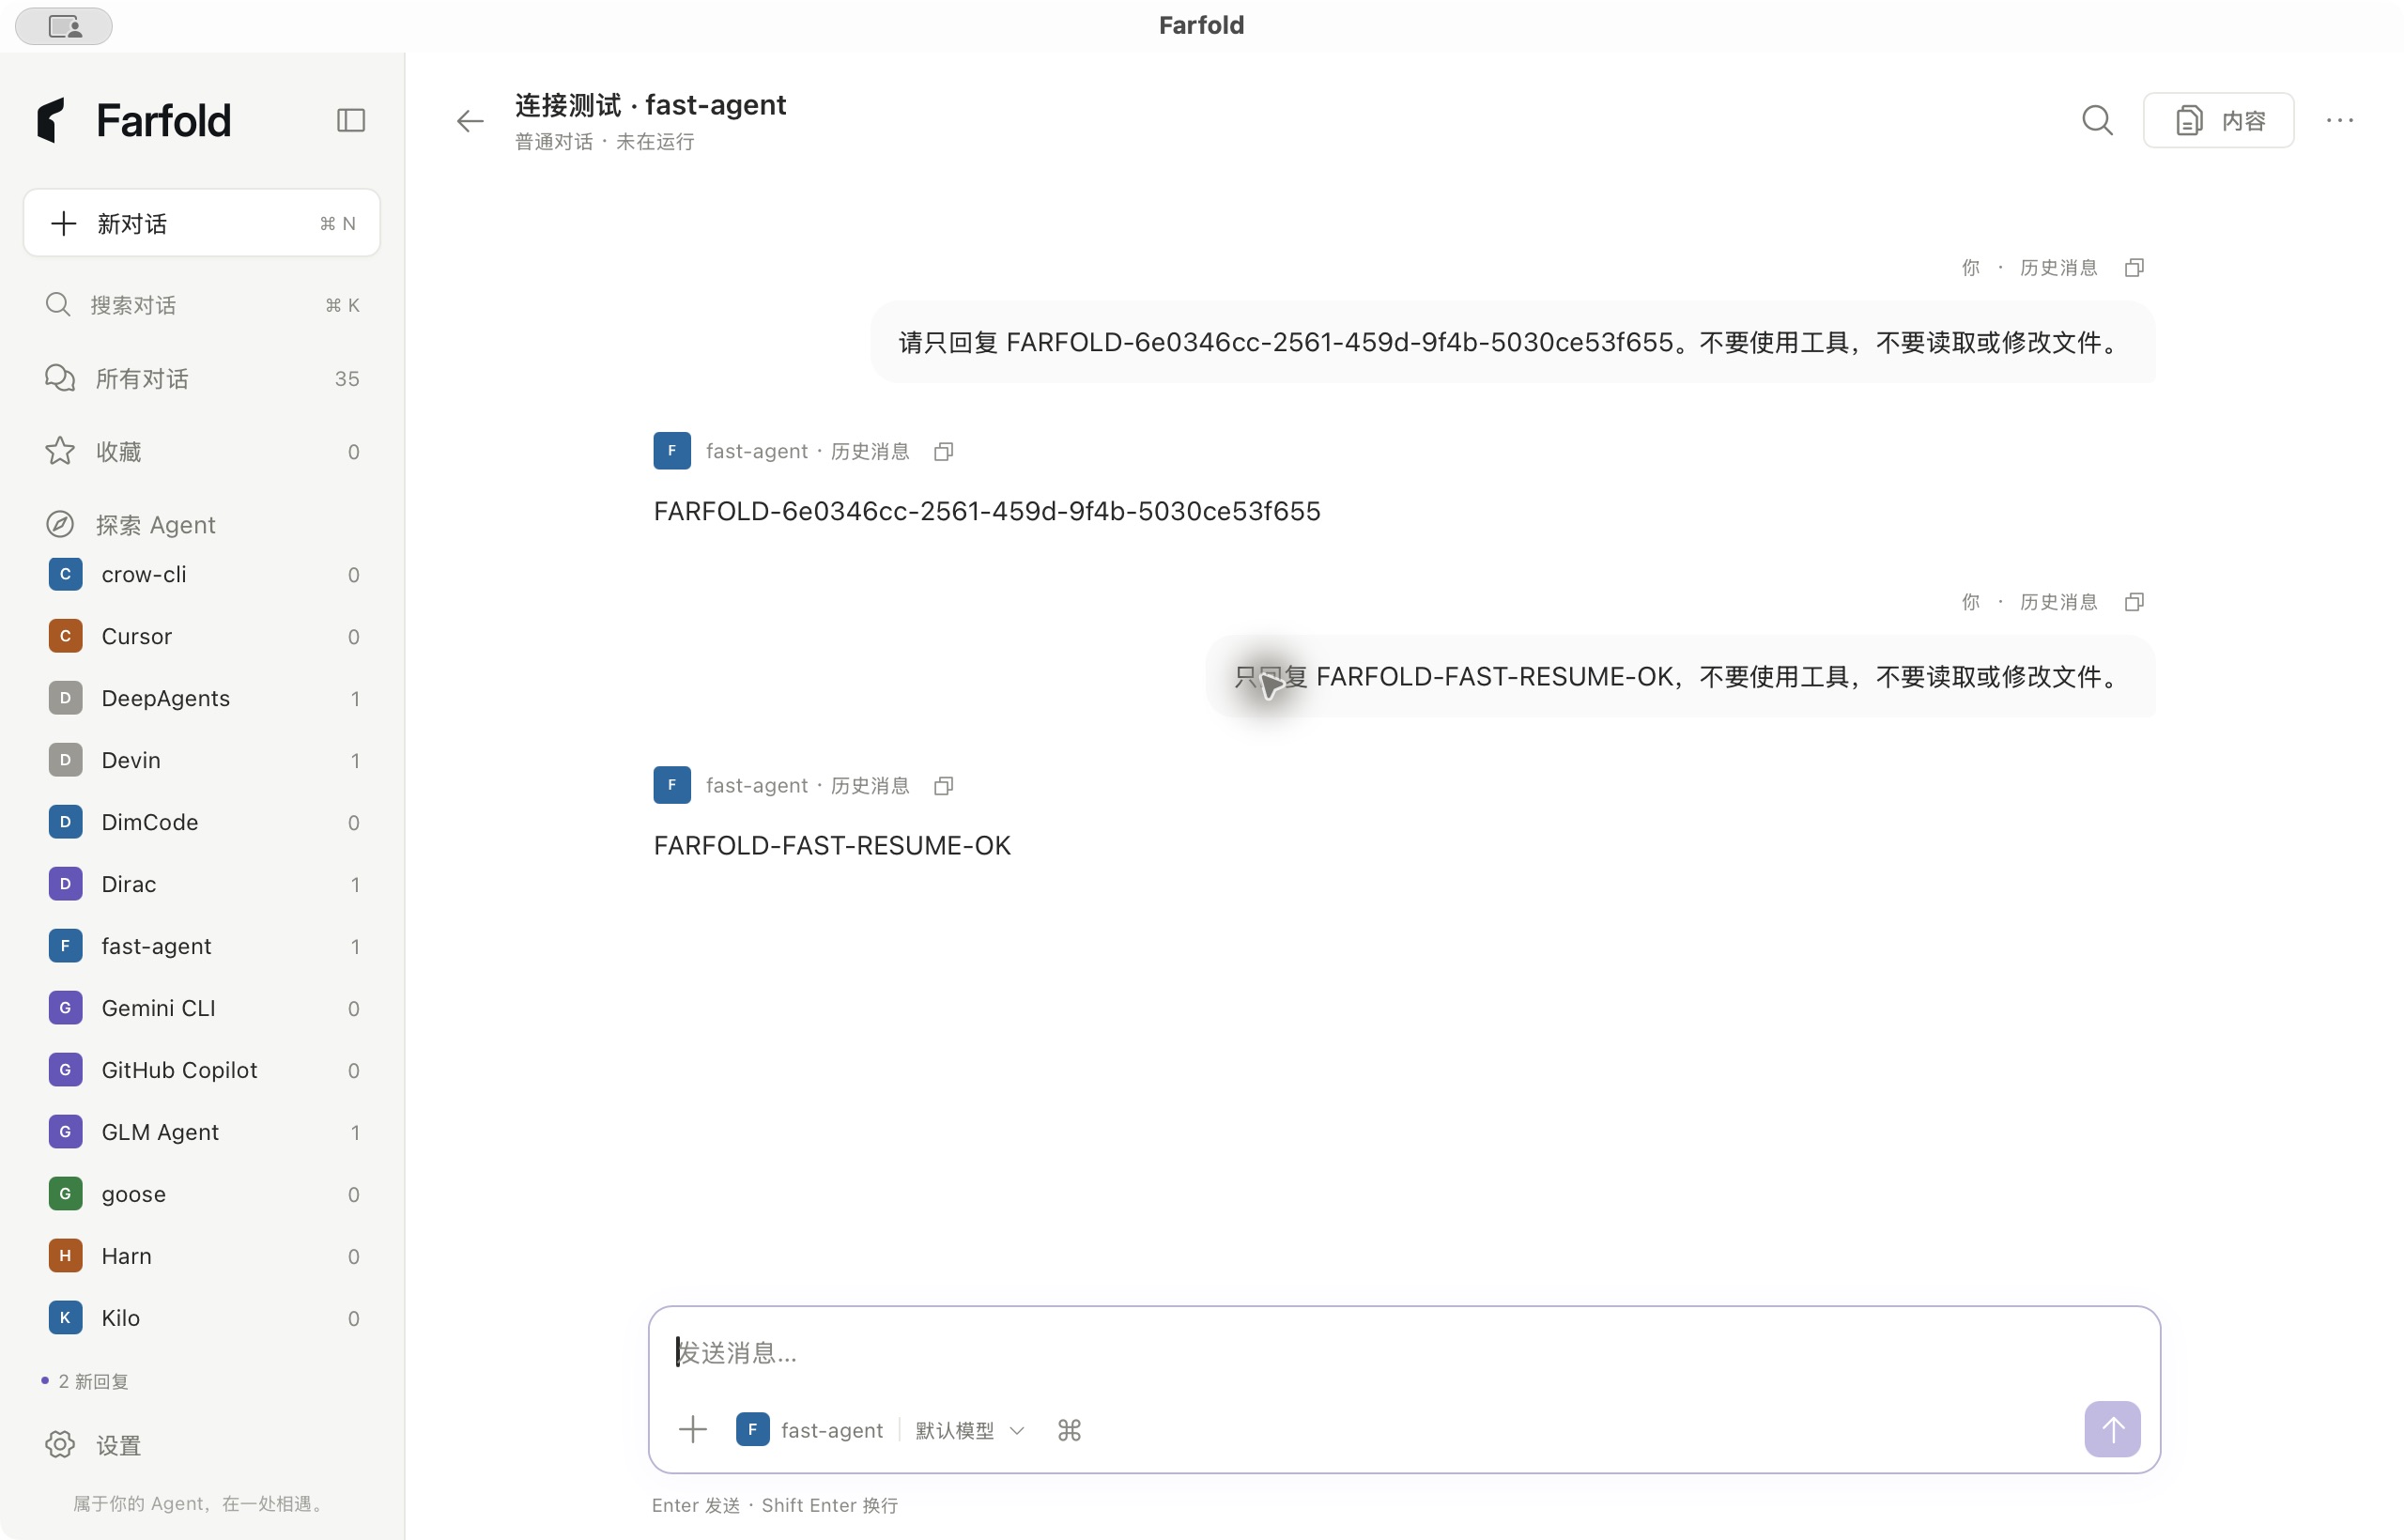 Farfold
Farfold
新对话 ⌘ N
搜索对话 ⌘ K
所有对话 35
收藏 0
探索 Agent
C crow-cli 0
C Cursor 0
D DeepAgents 1
D Devin 1
D DimCode 0
D Dirac 1
F fast-agent 1
G Gemini CLI 0
G GitHub Copilot 0
G GLM Agent 1
G goose 0
H Harn 0
K Kilo 0
2 新回复
设置
属于你的 Agent，在一处相遇。
连接测试 · fast-agent
普通对话 · 未在运行
内容
你 · 历史消息
请只回复 FARFOLD-6e0346cc-2561-459d-9f4b-5030ce53f655。不要使用工具，不要读取或修改文件。
F fast-agent · 历史消息
FARFOLD-6e0346cc-2561-459d-9f4b-5030ce53f655
你 · 历史消息
只回复 FARFOLD-FAST-RESUME-OK，不要使用工具，不要读取或修改文件。
F fast-agent · 历史消息
FARFOLD-FAST-RESUME-OK
发送消息...
F fast-agent 默认模型 ⌘
Enter 发送 · Shift Enter 换行